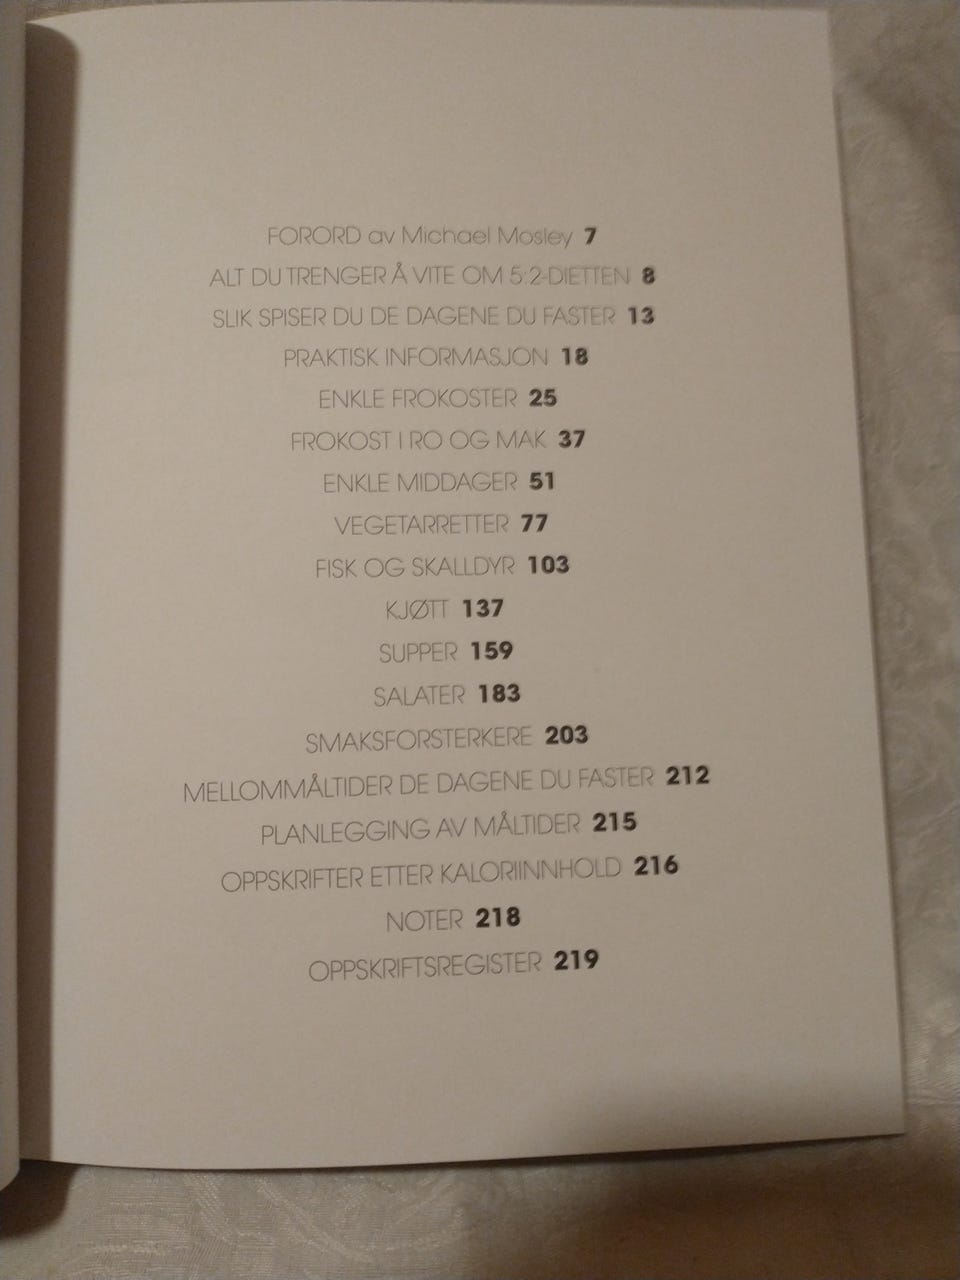 FORORD av Michael Mosley 7
ALT DU TRENGER Å VITE OM 5:2-DIETTEN 8
SLIK SPISER DU DE DAGENE DU FASTER 13
PRAKTISK INFORMASJON 18
ENKLE FROKOSTER 25
FROKOST I RO OG MAK 37
ENKLE MIDDAGER 51
VEGETARRETTER 77
FISK OG SKALLDYR 103
KJØTT 137
SUPPER 159
SALATER 183
SMAKSFORSTERKERE 203
MELLOMMÅLTIDER DE DAGENE DU FASTER 212
PLANLEGGING AV MÅLTIDER 215
OPPSKRIFTER ETTER KALORIINNHOLD 216
NOTER 218
OPPSKRIFTSREGISTER 219